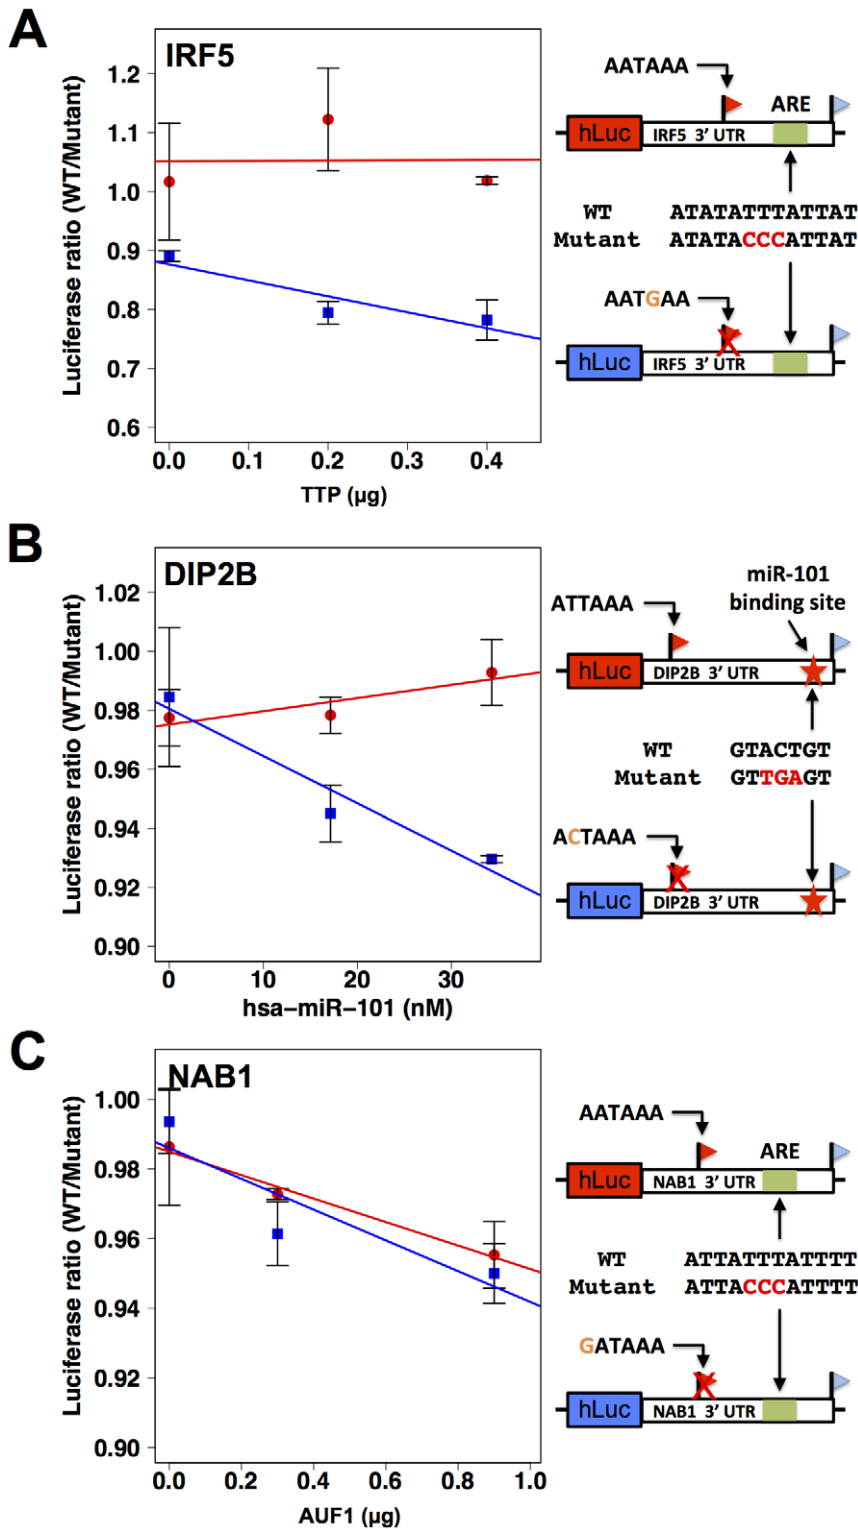 A
IRF5
Luciferase ratio (WT/Mutant)
1.2
1.1
1.0
0.9
0.8
0.7
0.6
0.0 0.1 0.2 0.3 0.4
TTP (µg)
AATAAA
ARE
hLuc IRF5 3' UTR
WT ATATATTTATTAT
Mutant ATATACCCATTAT
AATGAA
hLuc IRF5 3' UTR
B
DIP2B
Luciferase ratio (WT/Mutant)
1.02
1.00
0.98
0.96
0.94
0.92
0.90
0 10 20 30
hsa-miR-101 (nM)
miR-101
binding site
ATTAAA
hLuc DIP2B 3' UTR
WT GTACTGT
Mutant GTTGAGT
ACTAAA
hLuc DIP2B 3' UTR
C
NAB1
Luciferase ratio (WT/Mutant)
1.00
0.98
0.96
0.94
0.92
0.90
0.0 0.2 0.4 0.6 0.8 1.0
AUF1 (µg)
AATAAA
ARE
hLuc NAB1 3' UTR
WT ATTATTTATTTT
Mutant ATTACCCATTTT
GATAAA
hLuc NAB1 3' UTR